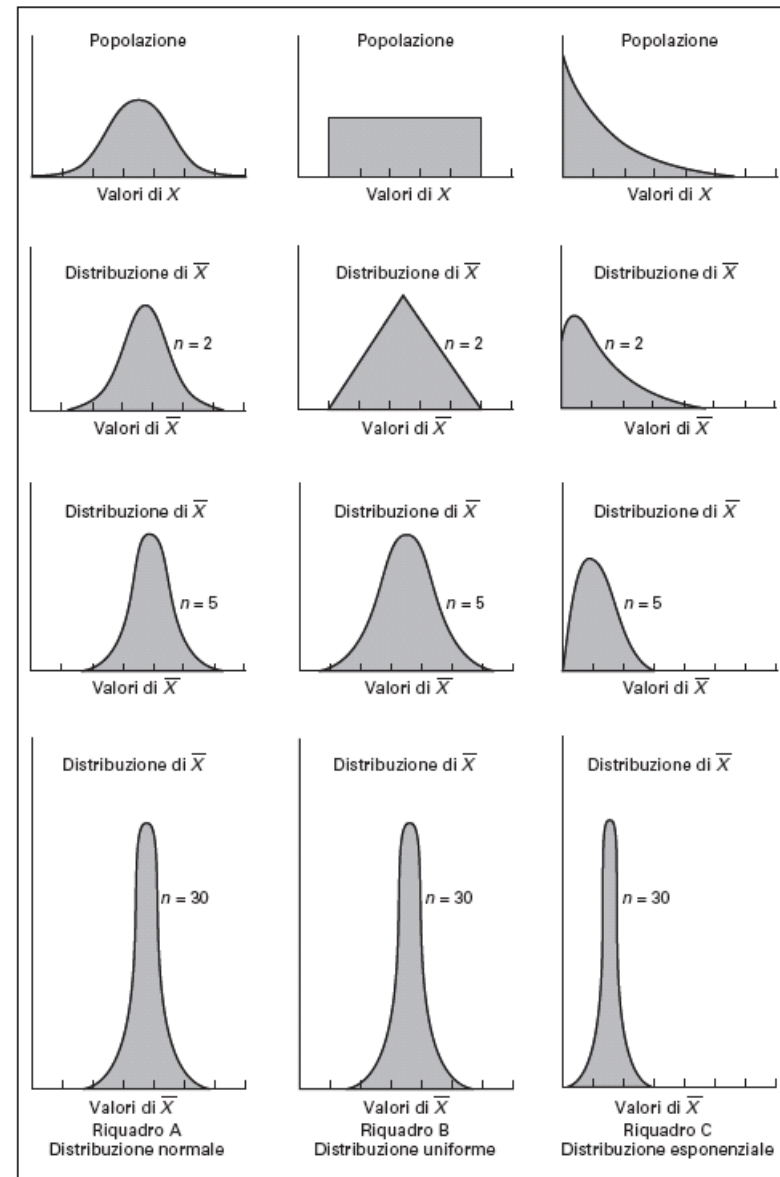 Popolazione
Popolazione
Popolazione
Valori di X
Valori di X
Valori di X
Distribuzione di X̅
Distribuzione di X̅
Distribuzione di X̅
n = 2
n = 2
n = 2
Valori di X̅
Valori di X̅
Valori di X̅
Distribuzione di X̅
Distribuzione di X̅
Distribuzione di X̅
n = 5
n = 5
n = 5
Valori di X̅
Valori di X̅
Valori di X̅
Distribuzione di X̅
Distribuzione di X̅
Distribuzione di X̅
n = 30
n = 30
n = 30
Valori di X̅
Valori di X̅
Valori di X̅
Riquadro A
Riquadro B
Riquadro C
Distribuzione normale
Distribuzione uniforme
Distribuzione esponenziale